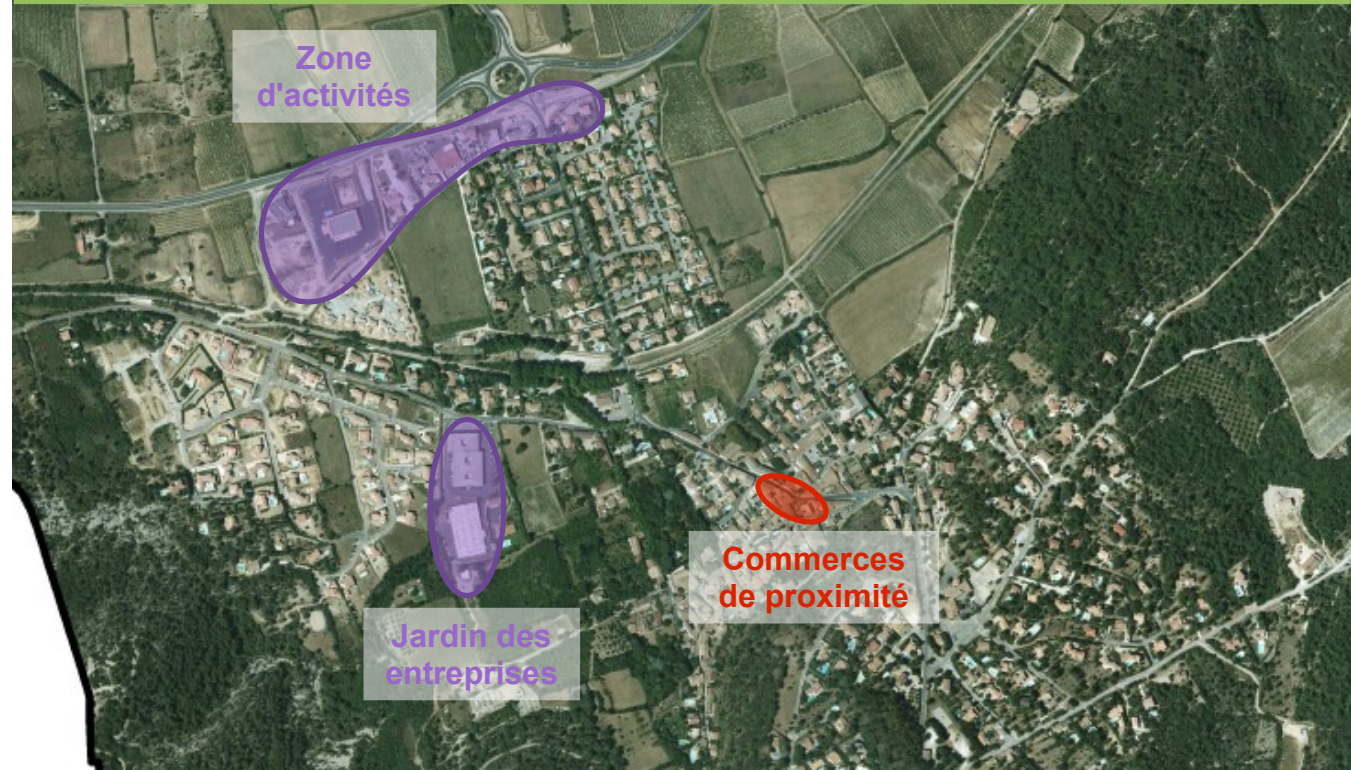 Zone
d'activités
Commerces
de proximité
Jardin des
entreprises